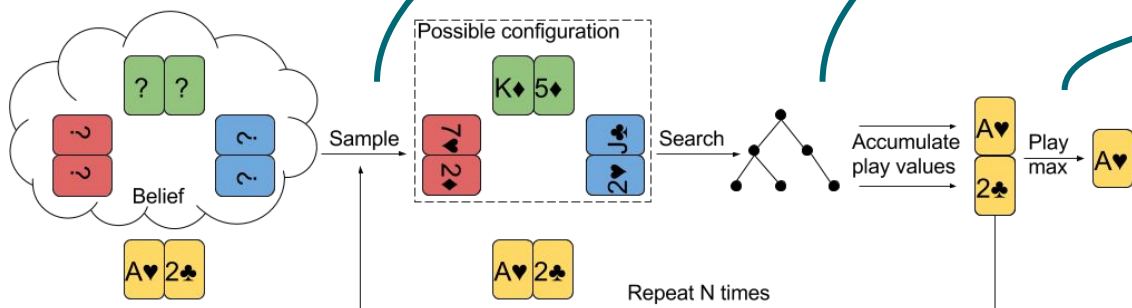 Possible configuration
? ?
K♦ 5♦
? ?
? ?
Sample
7♥ 2♦
J♣ 2♥
Search
Accumulate
play values
A♥
2♣
Play
max
A♥
Belief
A♥ 2♣
A♥ 2♣
Repeat N times